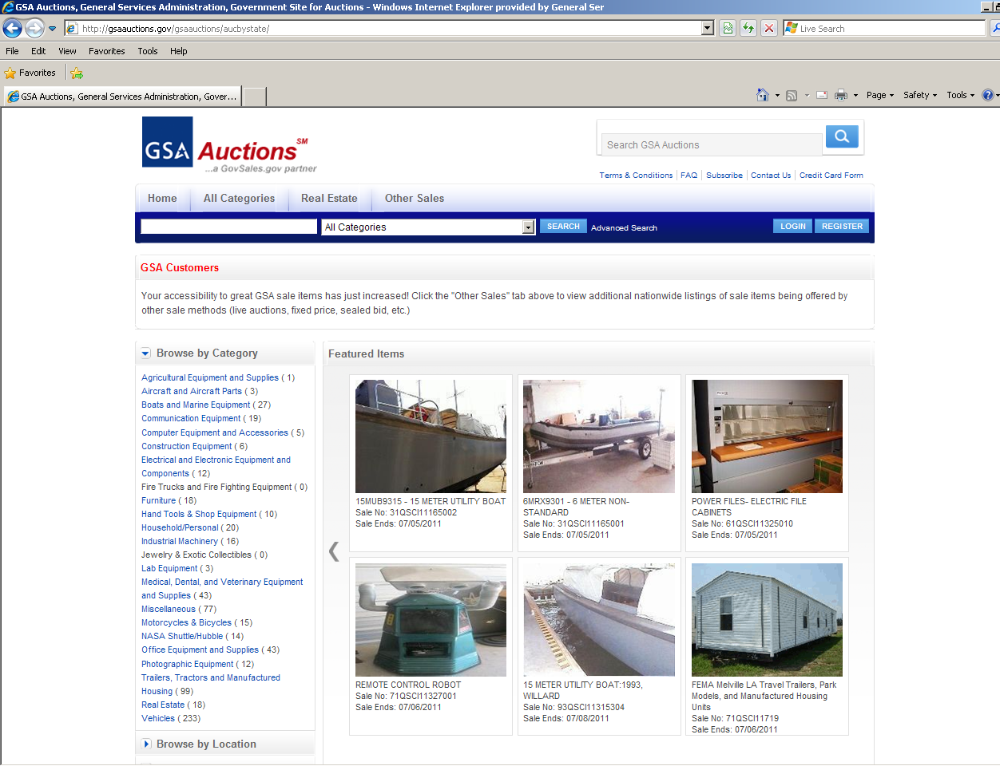 GSA Auctions, General Services Administration, Government Site for Auctions - Windows Internet Explorer provided by General Ser
http://gsaauctions.gov/gsaauctions/aucbystate/
Live Search
File Edit View Favorites Tools Help
Favorites
GSA Auctions, General Services Administration, Gover...
Page Safety Tools
GSA Auctions SM
...a GovSales.gov partner
Search GSA Auctions
Terms & Conditions FAQ Subscribe Contact Us Credit Card Form
Home All Categories Real Estate Other Sales
All Categories SEARCH Advanced Search LOGIN REGISTER
GSA Customers
Your accessibility to great GSA sale items has just increased! Click the "Other Sales" tab above to view additional nationwide listings of sale items being offered by
other sale methods (live auctions, fixed price, sealed bid, etc.)
Browse by Category
Agricultural Equipment and Supplies ( 1)
Aircraft and Aircraft Parts ( 3)
Boats and Marine Equipment ( 27)
Communication Equipment ( 19)
Computer Equipment and Accessories ( 5)
Construction Equipment ( 6)
Electrical and Electronic Equipment and
Components ( 12)
Fire Trucks and Fire Fighting Equipment ( 0)
Furniture ( 18)
Hand Tools & Shop Equipment ( 10)
Household/Personal ( 20)
Industrial Machinery ( 16)
Jewelry & Exotic Collectibles ( 0)
Lab Equipment ( 3)
Medical, Dental, and Veterinary Equipment
and Supplies ( 43)
Miscellaneous ( 77)
Motorcycles & Bicycles ( 15)
NASA Shuttle/Hubble ( 14)
Office Equipment and Supplies ( 43)
Photographic Equipment ( 12)
Trailers, Tractors and Manufactured
Housing ( 99)
Real Estate ( 18)
Vehicles ( 233)
Browse by Location
Featured Items
15MUB9315 - 15 METER UTILITY BOAT
Sale No: 31QSCI11165002
Sale Ends: 07/05/2011
6MRX9301 - 6 METER NON-
STANDARD
Sale No: 31QSCI11165001
Sale Ends: 07/05/2011
POWER FILES- ELECTRIC FILE
CABINETS
Sale No: 61QSCI11325010
Sale Ends: 07/05/2011
REMOTE CONTROL ROBOT
Sale No: 71QSCI11327001
Sale Ends: 07/06/2011
15 METER UTILITY BOAT:1993,
WILLARD
Sale No: 93QSCI11315304
Sale Ends: 07/08/2011
FEMA Melville LA Travel Trailers, Park
Models, and Manufactured Housing
Units
Sale No: 71QSCI11719
Sale Ends: 07/06/2011